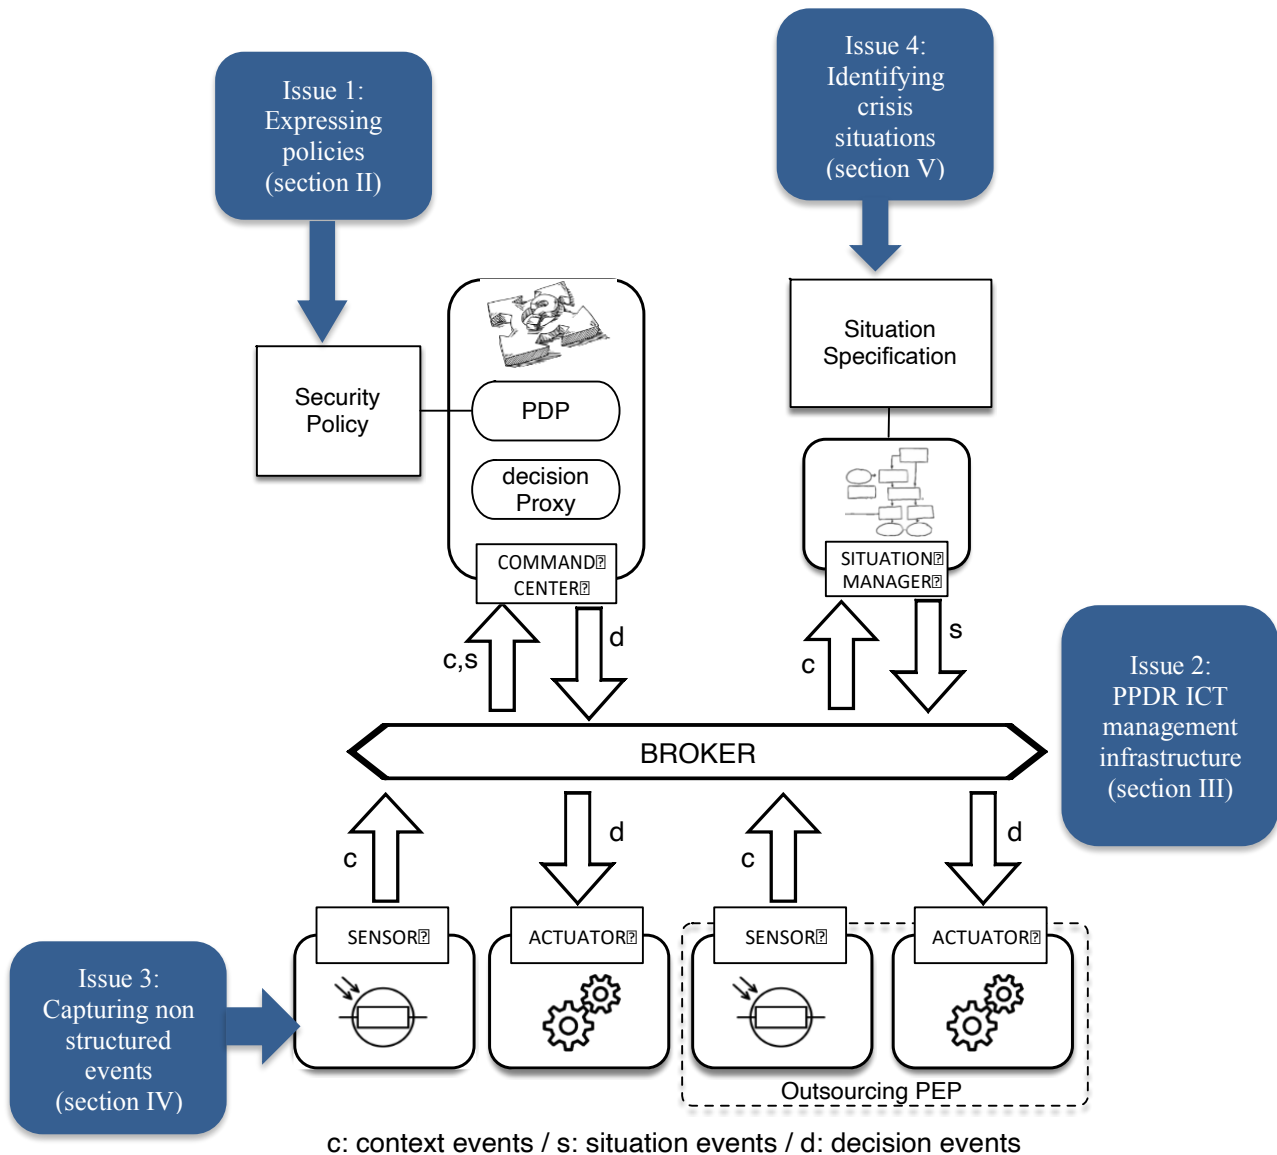 Issue 1:
Expressing
policies
(section II)
Issue 4:
Identifying
crisis
situations
(section V)
Security
Policy
PDP
decision
Proxy
COMMAND⍰
CENTER⍰
Situation
Specification
SITUATION⍰
MANAGER⍰
c,s
d
c
s
Issue 2:
PPDR ICT
management
infrastructure
(section III)
BROKER
c
d
c
d
SENSOR⍰
ACTUATOR⍰
SENSOR⍰
ACTUATOR⍰
Issue 3:
Capturing non
structured
events
(section IV)
Outsourcing PEP
c: context events / s: situation events / d: decision events